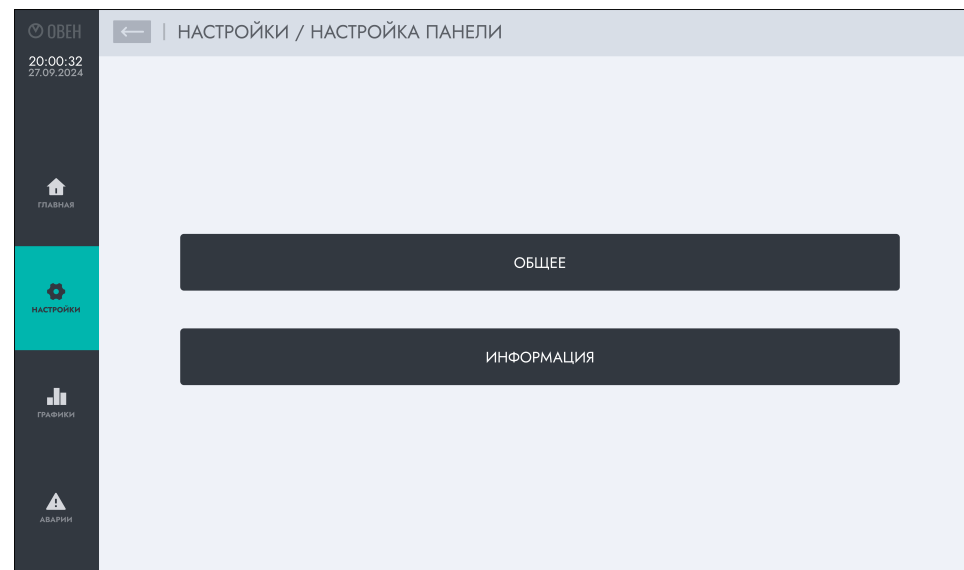 ОВЕН
НАСТРОЙКИ / НАСТРОЙКА ПАНЕЛИ
20:00:32
27.09.2024
ГЛАВНАЯ
ОБЩЕЕ
НАСТРОЙКИ
ИНФОРМАЦИЯ
ГРАФИКИ
АВАРИИ